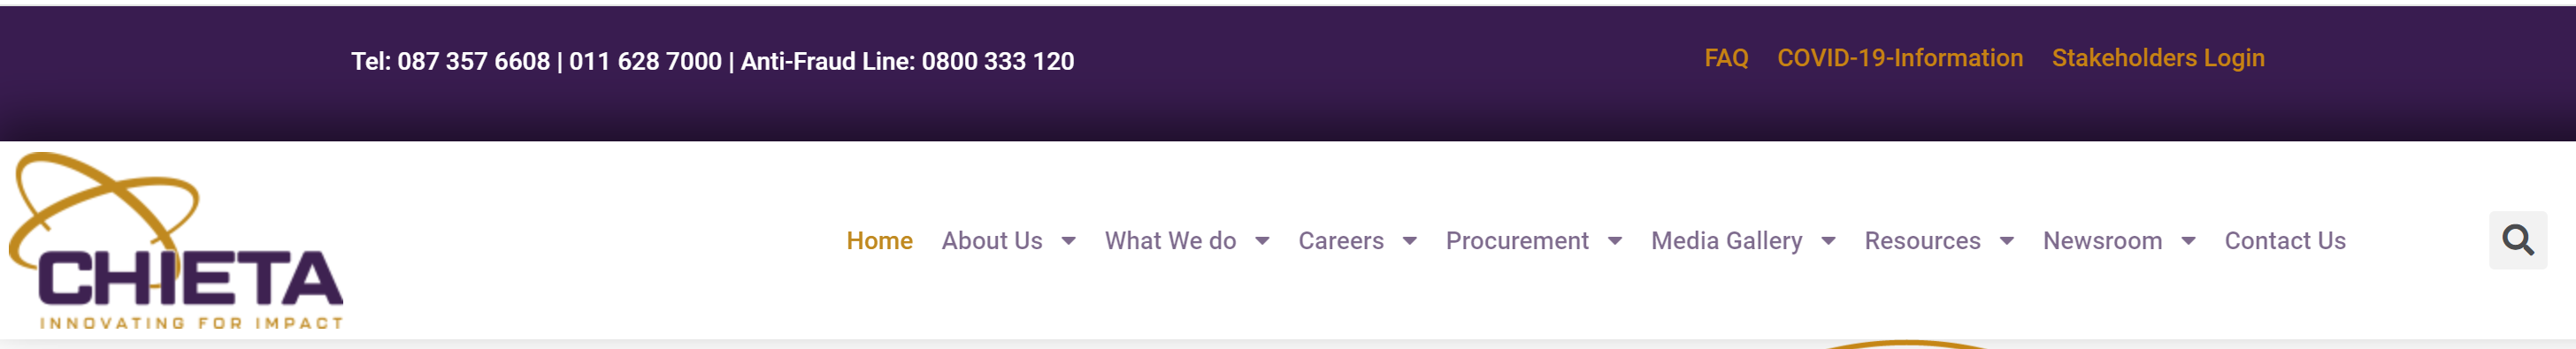 Tel: 087 357 6608 | 011 628 7000 | Anti-Fraud Line: 0800 333 120
FAQ COVID-19-Information Stakeholders Login
CHIETA
INNOVATING FOR IMPACT
Home About Us What We do Careers Procurement Media Gallery Resources Newsroom Contact Us